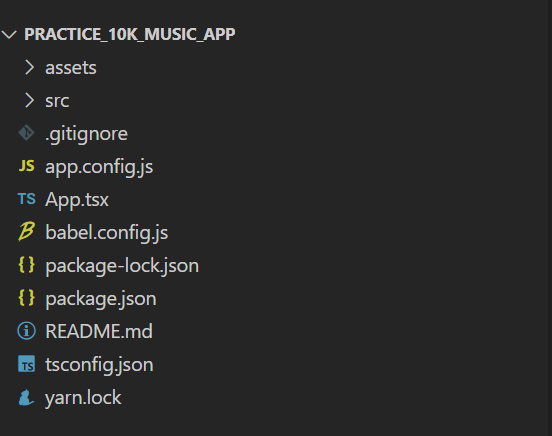 PRACTICE_10K_MUSIC_APP
assets
src
.gitignore
JS app.config.js
TS App.tsx
babel.config.js
{} package-lock.json
{} package.json
README.md
TS tsconfig.json
yarn.lock